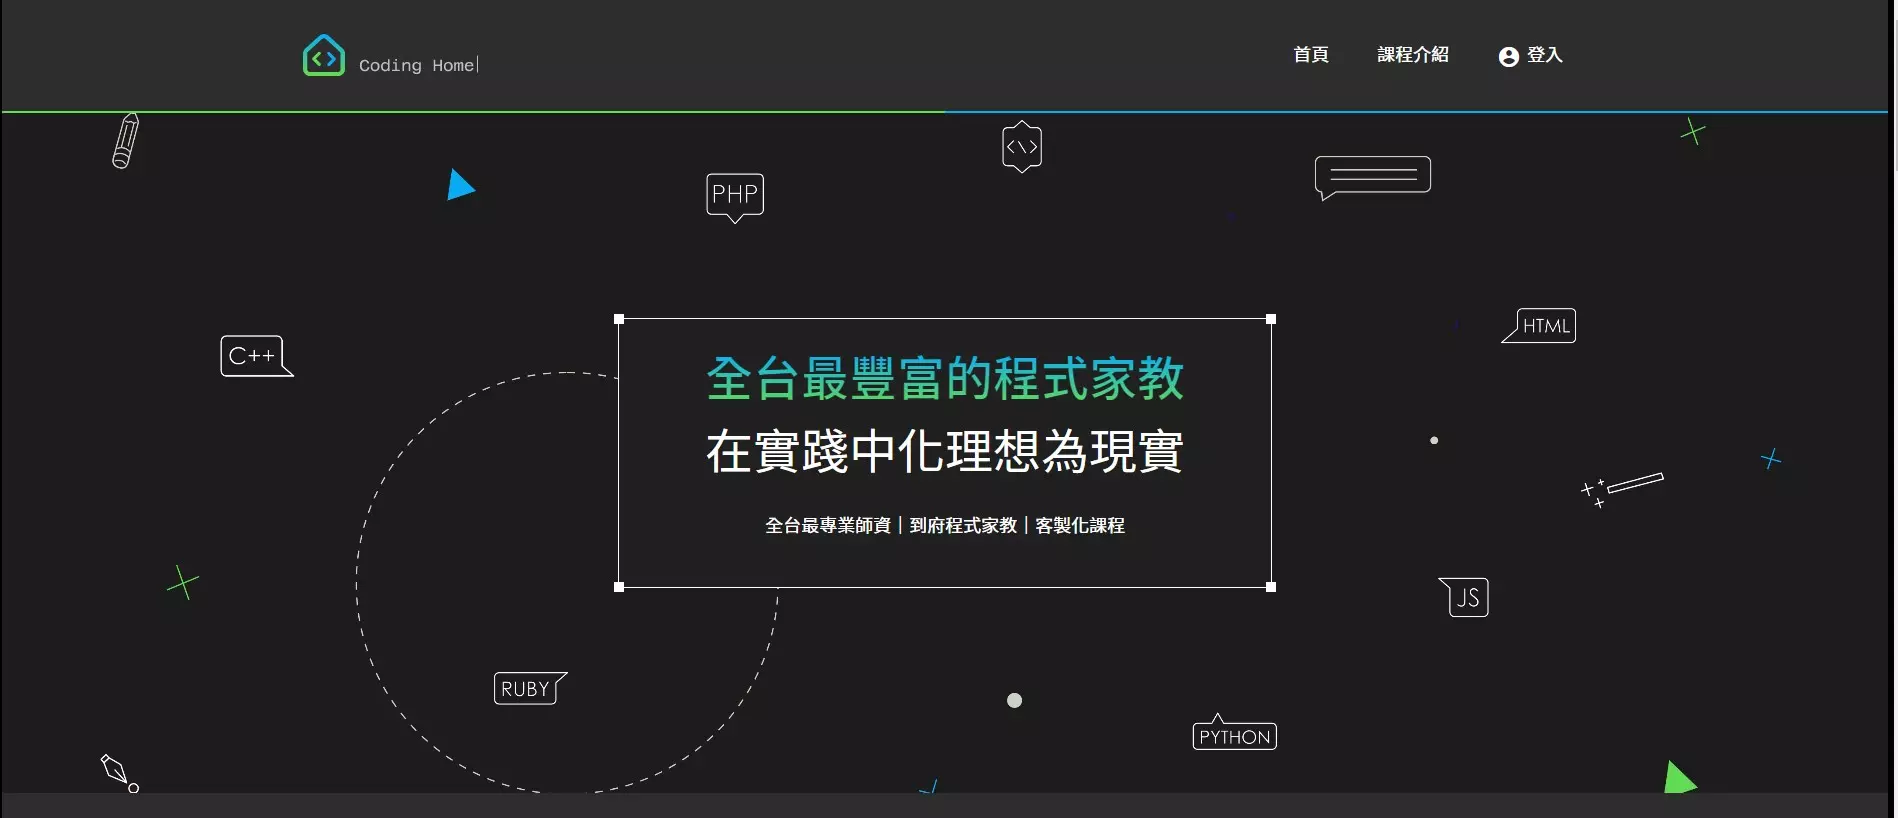 Coding Home
首頁 課程介紹 登入
PHP
HTML
C++
全台最豐富的程式家教
在實踐中化理想為現實
全台最專業師資｜到府程式家教｜客製化課程
JS
RUBY
PYTHON